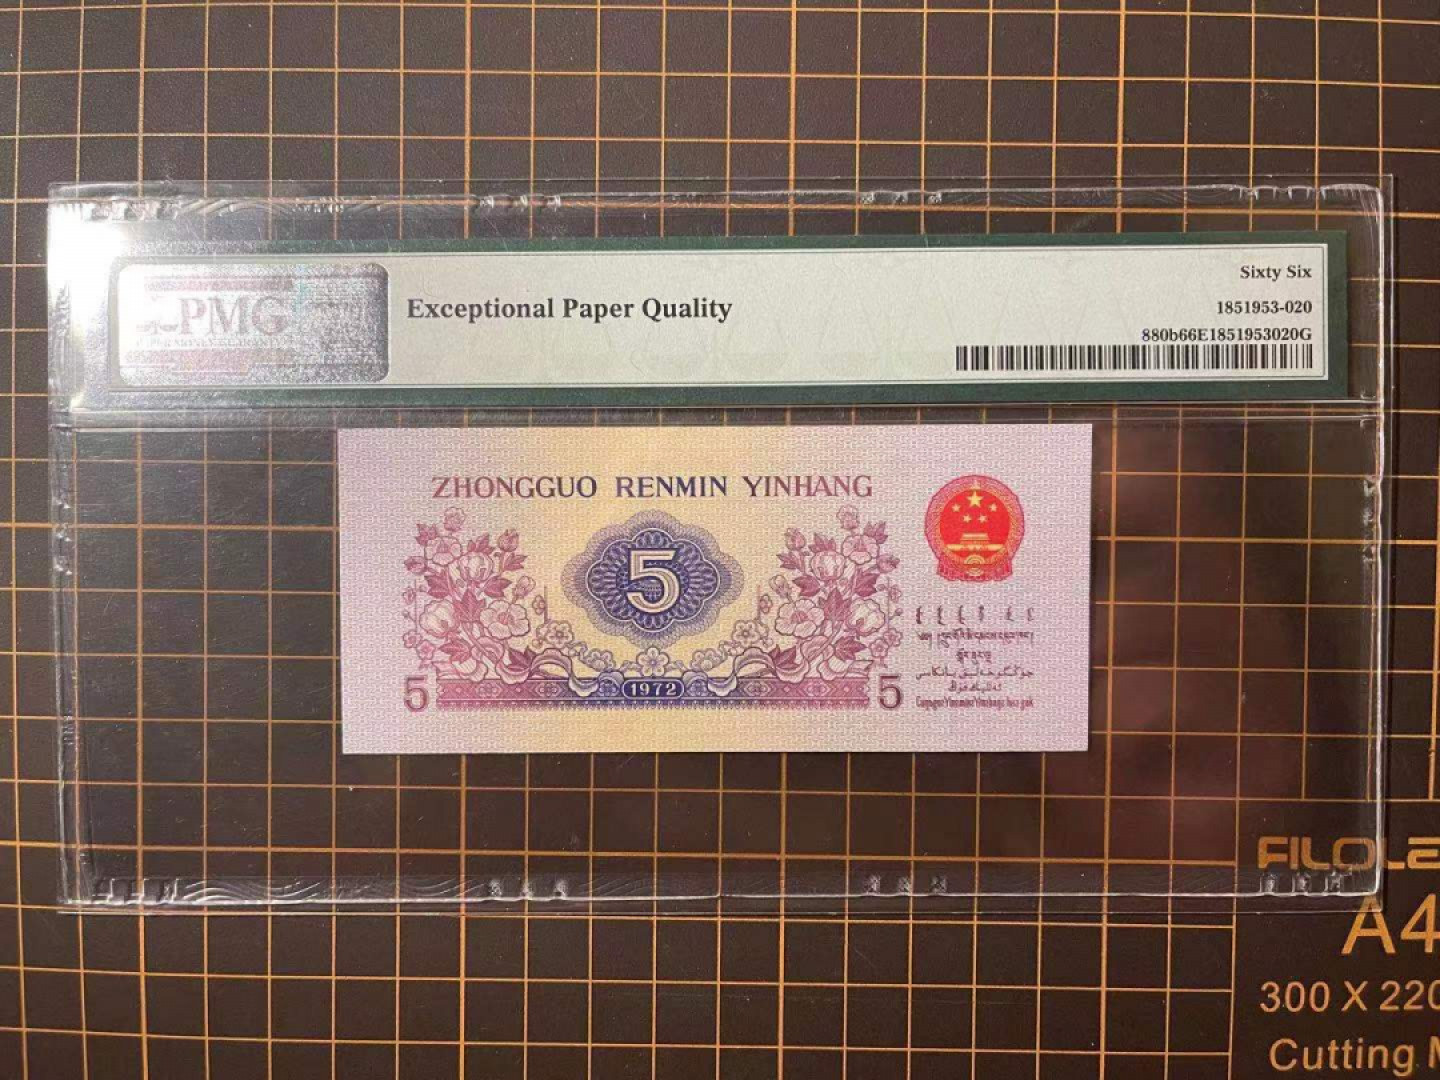 Sixty Six
PMG
Exceptional Paper Quality
1851953-020
880b66E1851953020G
ZHONGGUO RENMIN YINHANG
5
5
1972
5
A4
300 X 220
Cutting